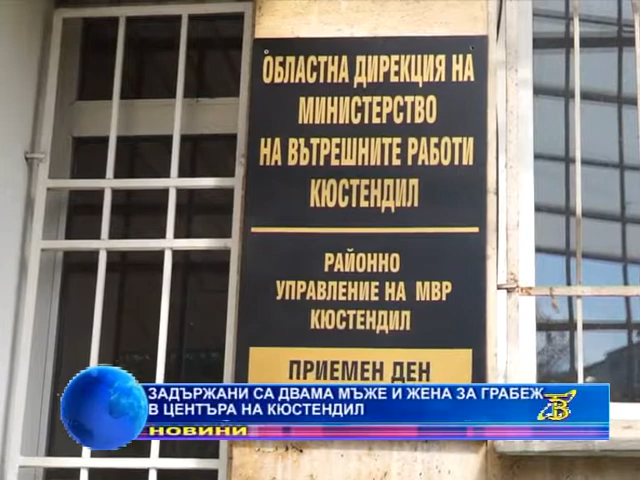 ОБЛАСТНА ДИРЕКЦИЯ НА
МИНИСТЕРСТВО
НА ВЪТРЕШНИТЕ РАБОТИ
КЮСТЕНДИЛ
РАЙОННО
УПРАВЛЕНИЕ НА МВР
КЮСТЕНДИЛ
ПРИЕМЕН ДЕН
ЗАДЪРЖАНИ СА ДВАМА МЪЖЕ И ЖЕНА ЗА ГРАБЕЖ
В ЦЕНТЪРА НА КЮСТЕНДИЛ
НОВИНИ